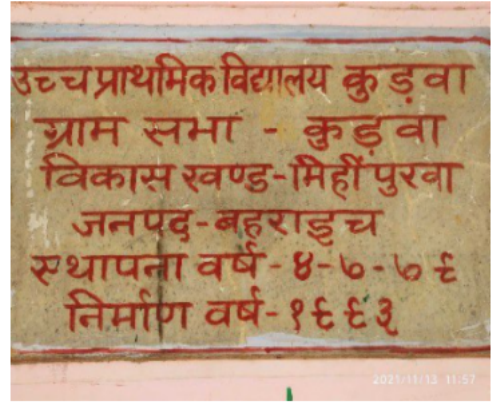 उच्च प्राथमिक विद्यालय कुड़वा
ग्राम सभा - कुड़वा
विकास खण्ड-मिहींपुरवा
जनपद-बहराइच
स्थापना वर्ष-४-७-७९
निर्माण वर्ष-१९९३
2021/11/13 11:57